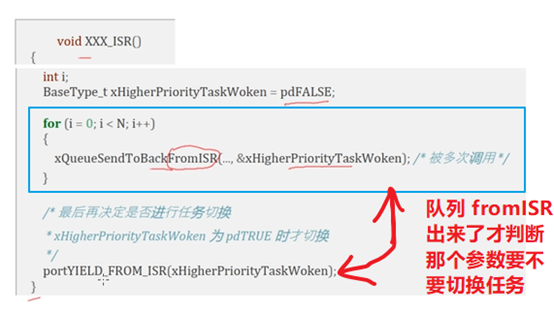 void XXX_ISR()
{
int i;
BaseType_t xHigherPriorityTaskWoken = pdFALSE;
for (i = 0; i < N; i++)
{
xQueueSendToBackFromISR(..., &xHigherPriorityTaskWoken); /* 被多次调用 */
}
/* 最后再决定是否进行任务切换
* xHigherPriorityTaskWoken 为 pdTRUE 时才切换
*/
portYIELD_FROM_ISR(xHigherPriorityTaskWoken);
}
队列 fromISR
出来了才判断
那个参数要不
要切换任务